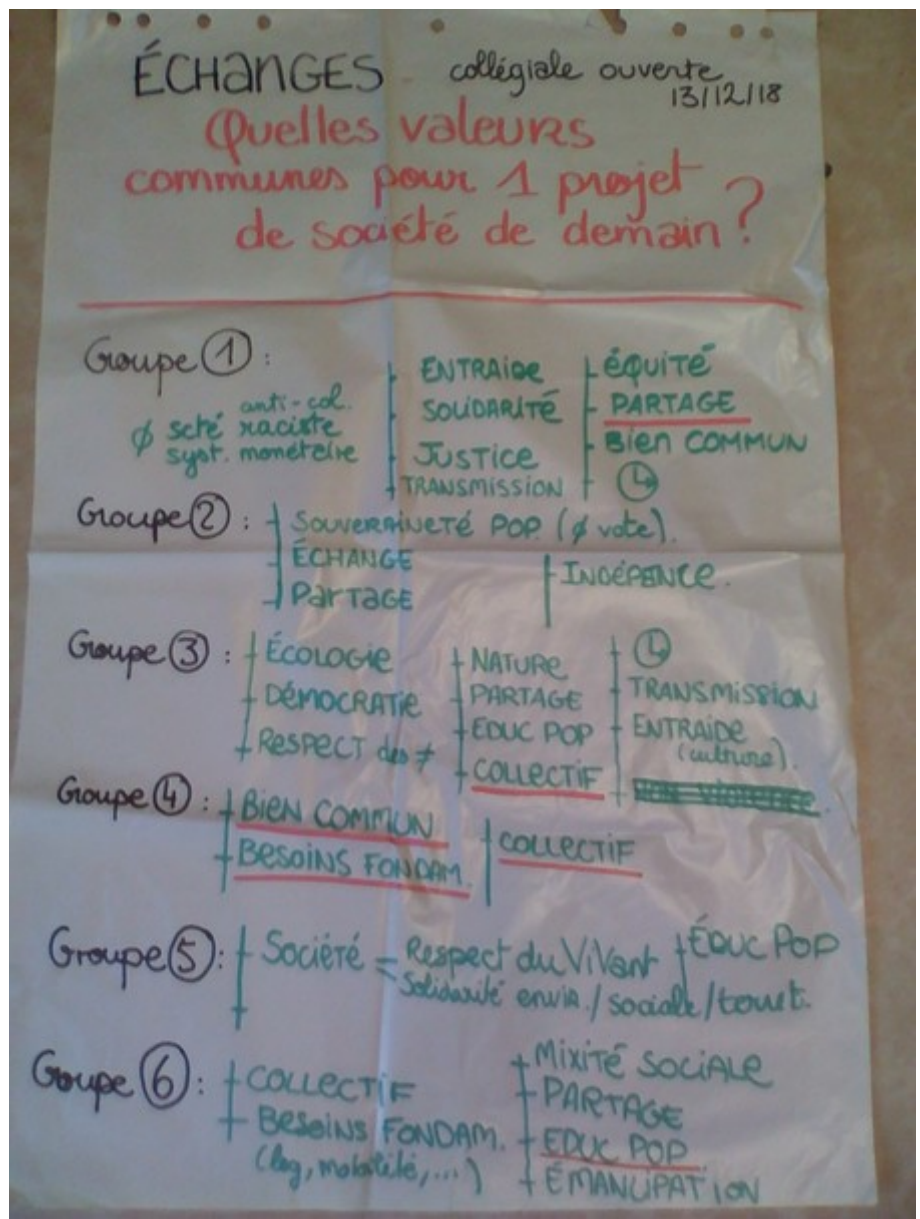 ÉCHANGES collégiale ouverte
13/12/18
Quelles valeurs
communes pour 1 projet
de société de demain ?
Groupe 1 :
anti-col.
∅ scté raciste
syst. monétaire
ENTRAIDE
SOLIDARITÉ
JUSTICE
TRANSMISSION
ÉQUITÉ
PARTAGE
BIEN COMMUN
Groupe 2 :
SOUVERAINETÉ POP. (∅ vote).
ÉCHANGE
PARTAGE
INDÉPENCE.
Groupe 3 :
ÉCOLOGIE
DÉMOCRATIE
RESPECT des ≠
NATURE
PARTAGE
EDUC POP
COLLECTIF
TRANSMISSION
ENTRAIDE
(culture).
Groupe 4 :
BIEN COMMUN
BESOINS FONDAM.
COLLECTIF
Groupe 5 :
Société = Respect du Vivant
Solidarité envir. / sociale / territ.
ÉDUC POP
Groupe 6 :
COLLECTIF
BESOINS FONDAM.
(log, mobilité, ...)
MIXITÉ SOCIALE
PARTAGE
EDUC POP
ÉMANCIPATION